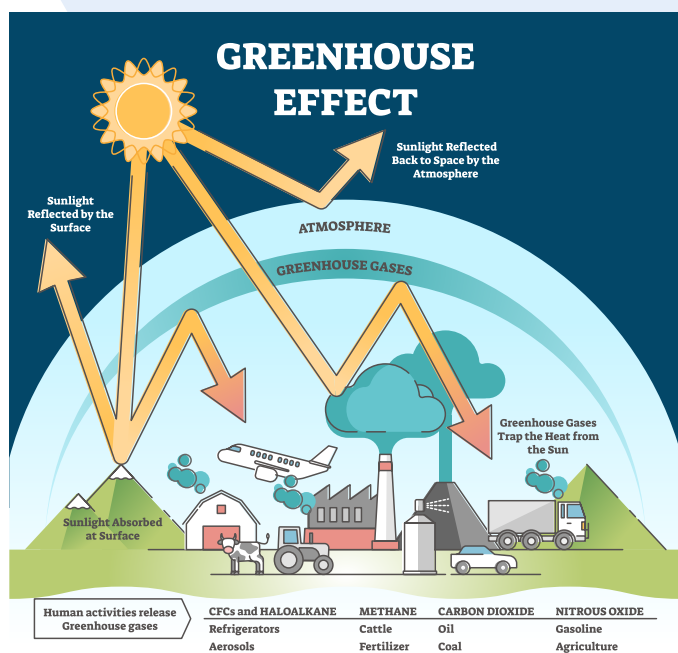 GREENHOUSE
EFFECT
Sunlight Reflected
Back to Space by the
Atmosphere
Sunlight
Reflected by the
Surface
ATMOSPHERE
GREENHOUSE GASES
Greenhouse Gases
Trap the Heat from
the Sun
Sunlight Absorbed
at Surface
Human activities release
Greenhouse gases
CFCs and HALOALKANE METHANE CARBON DIOXIDE NITROUS OXIDE
Refrigerators Cattle Oil Gasoline
Aerosols Fertilizer Coal Agriculture